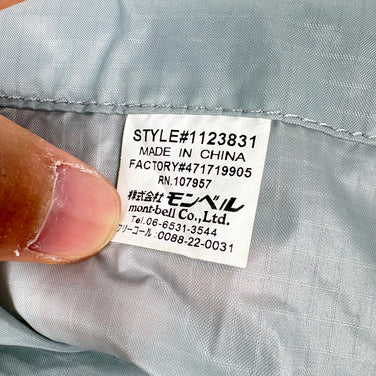 STYLE#1123831
MADE IN CHINA
FACTORY#471719905
RN.107957
株式会社 モンベル
mont-bell Co., Ltd.
Tel.06-6531-3544
フリーコール:0088-22-0031